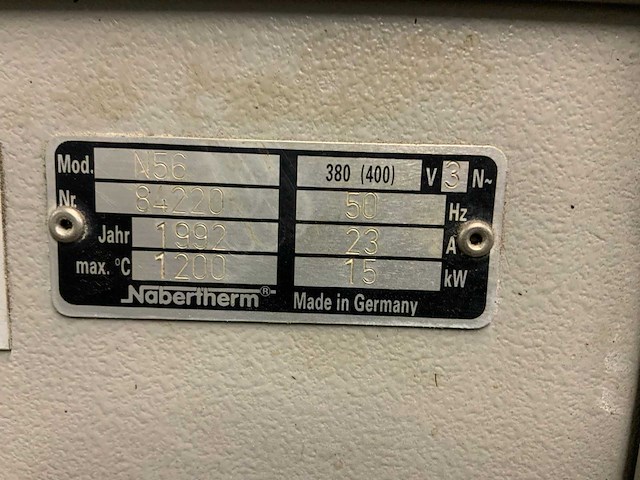 Mod. N56 380 (400) V 3 N~
Nr. 84220 50 Hz
Jahr 1992 23 A
max. °C 1200 15 kW
Nabertherm® Made in Germany